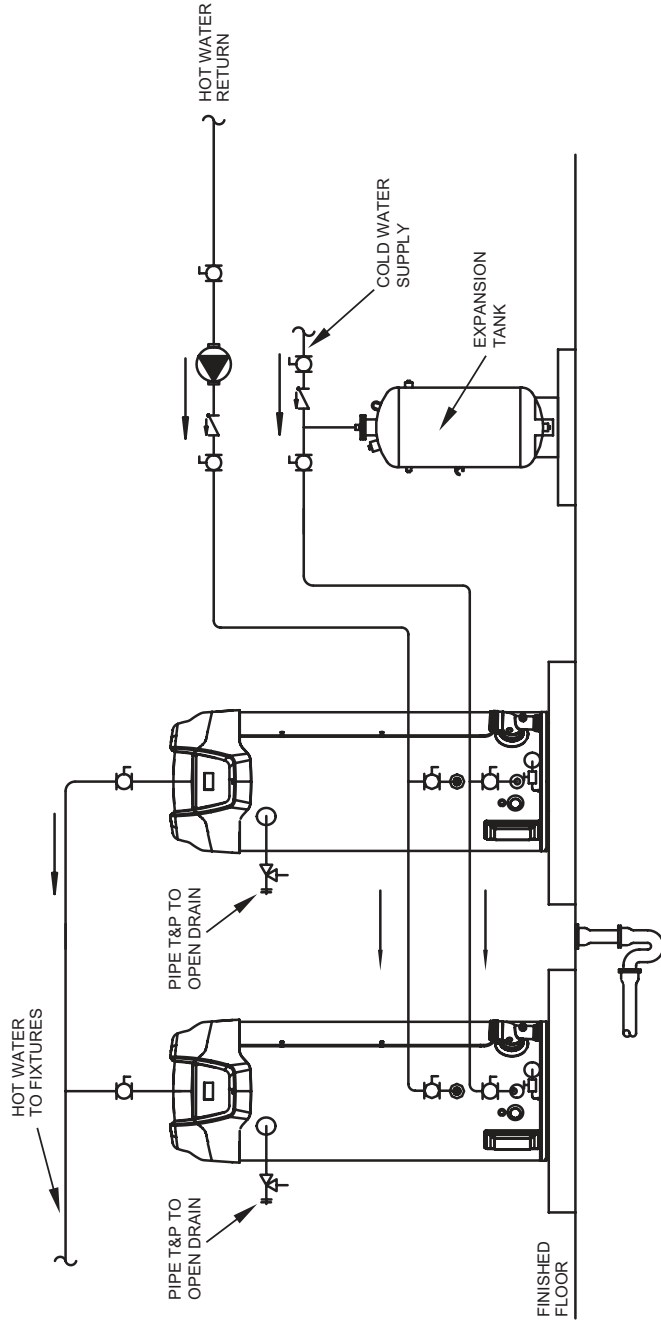 HOT WATER
TO FIXTURES
PIPE T&P TO
OPEN DRAIN
PIPE T&P TO
OPEN DRAIN
HOT WATER
RETURN
COLD WATER
SUPPLY
EXPANSION
TANK
FINISHED
FLOOR